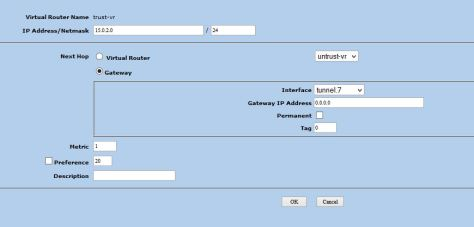 Virtual Router Name trust-vr
IP Address/Netmask 15.0.2.0 / 24
Next Hop Virtual Router untrust-vr
Gateway
Interface tunnel.7
Gateway IP Address 0.0.0.0
Permanent
Tag 0
Metric 1
Preference 20
Description
OK Cancel